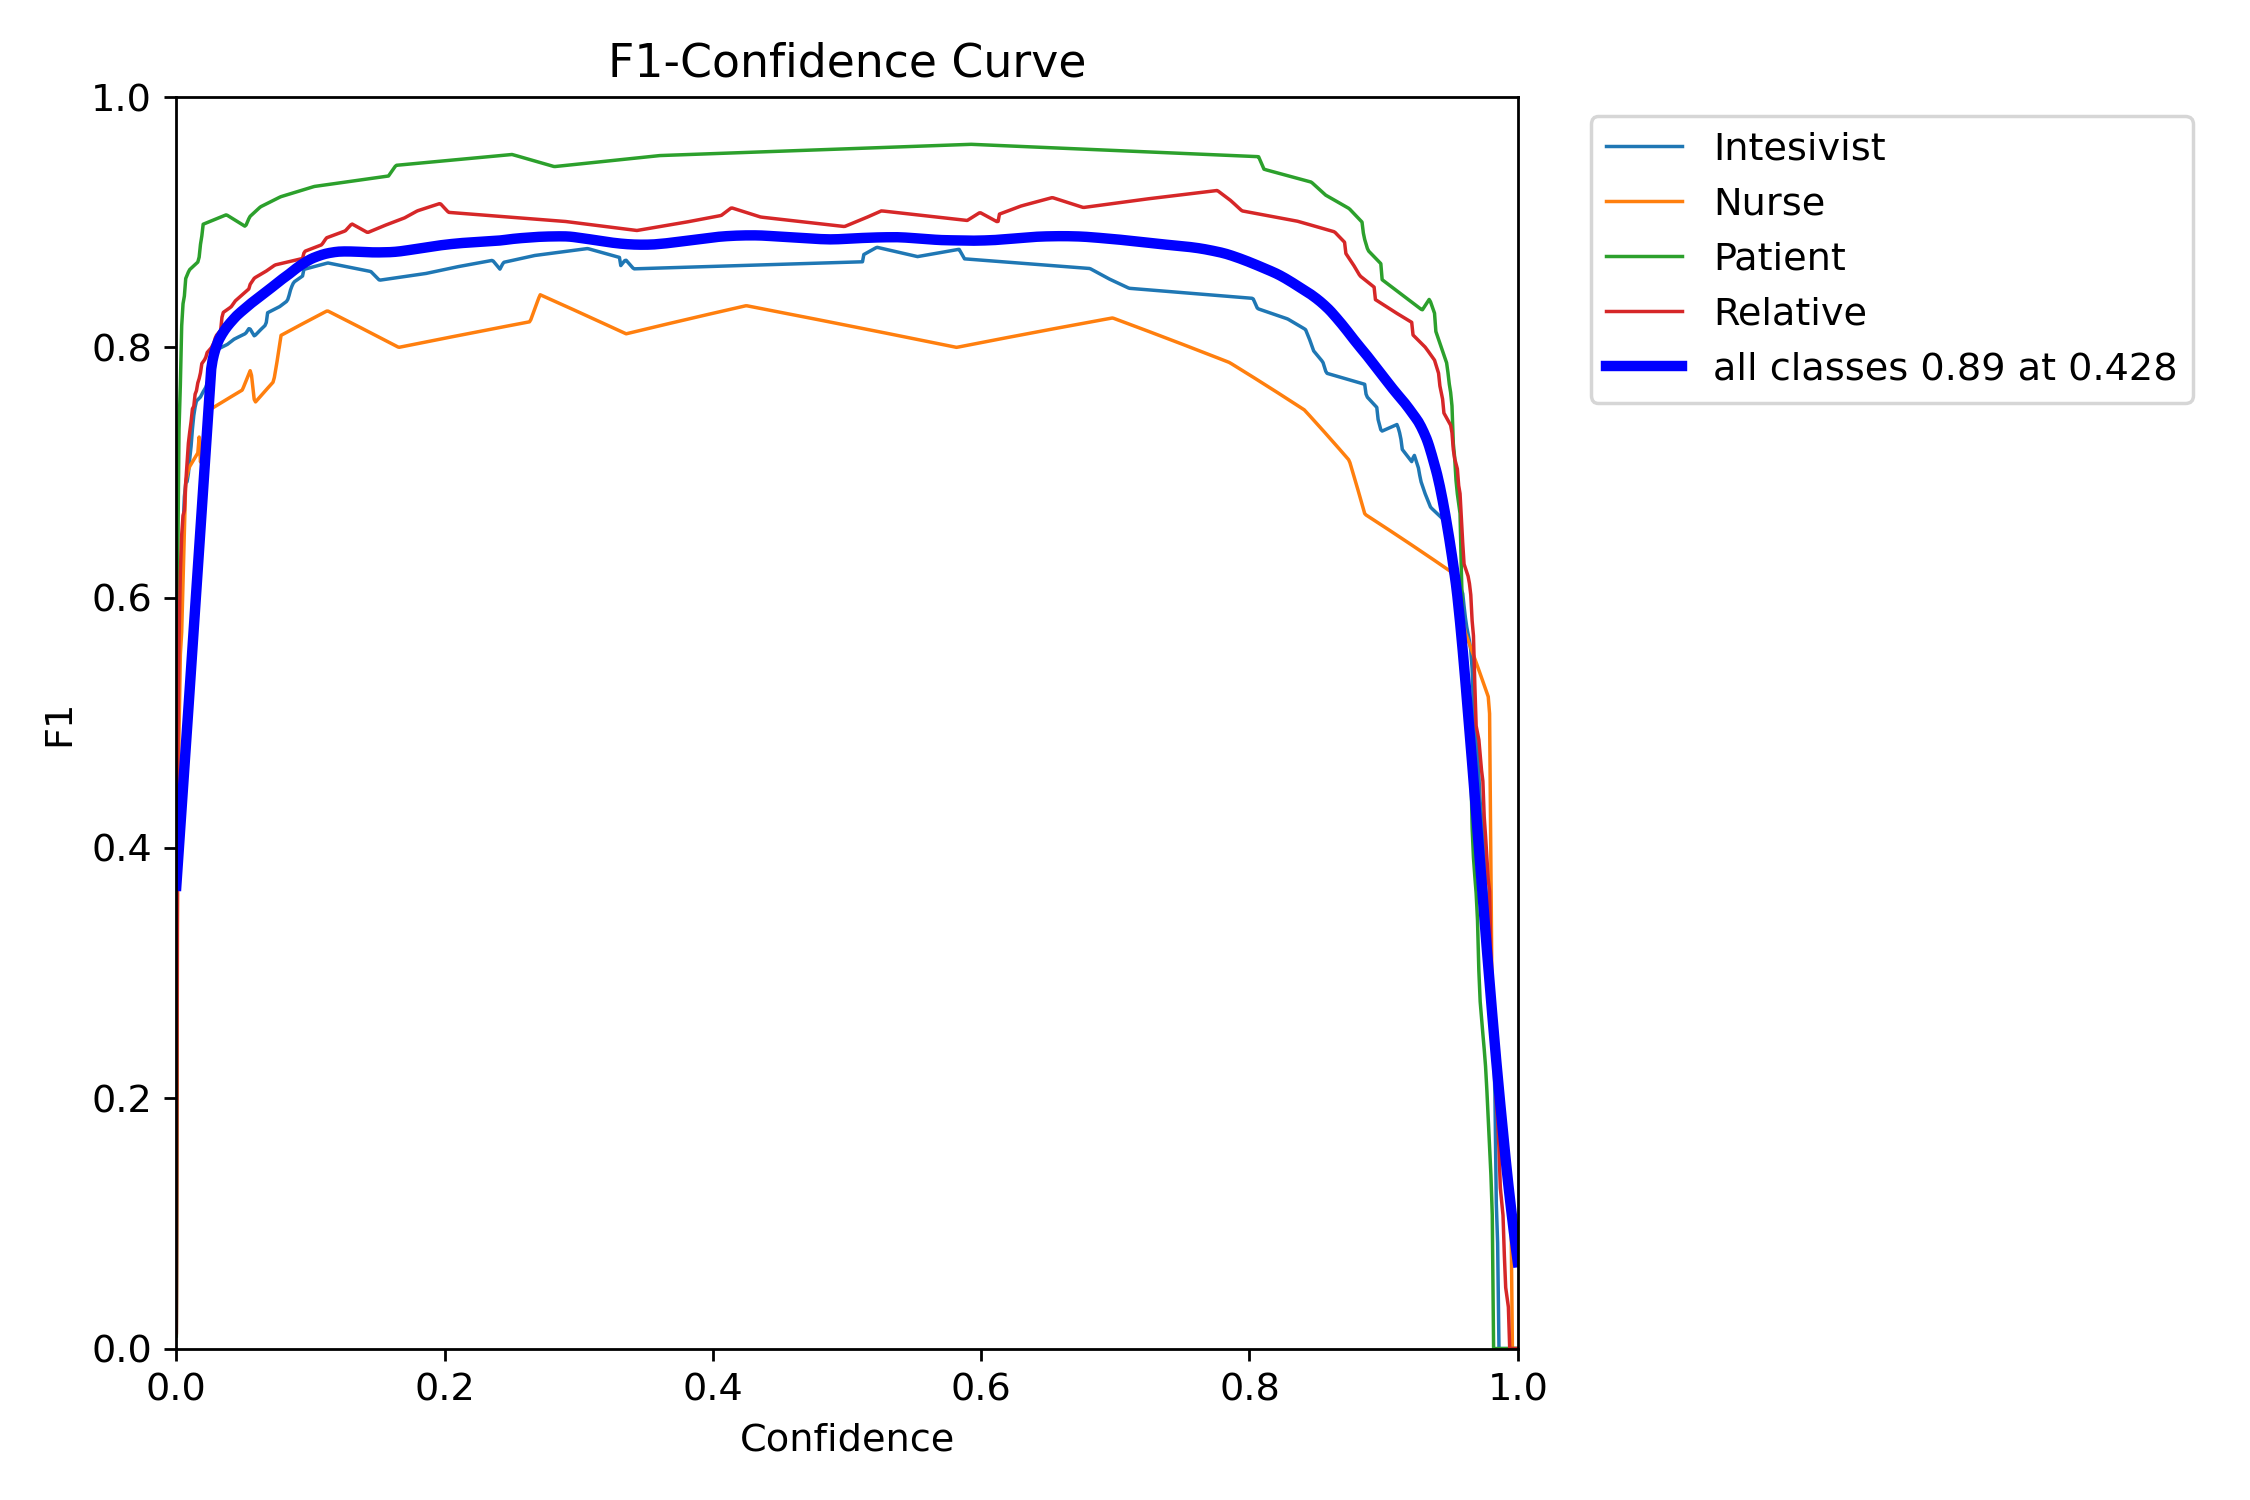 F1-Confidence Curve
1.0
0.8
0.6
0.4
0.2
0.0
F1
0.0 0.2 0.4 0.6 0.8 1.0
Confidence
Intesivist
Nurse
Patient
Relative
all classes 0.89 at 0.428